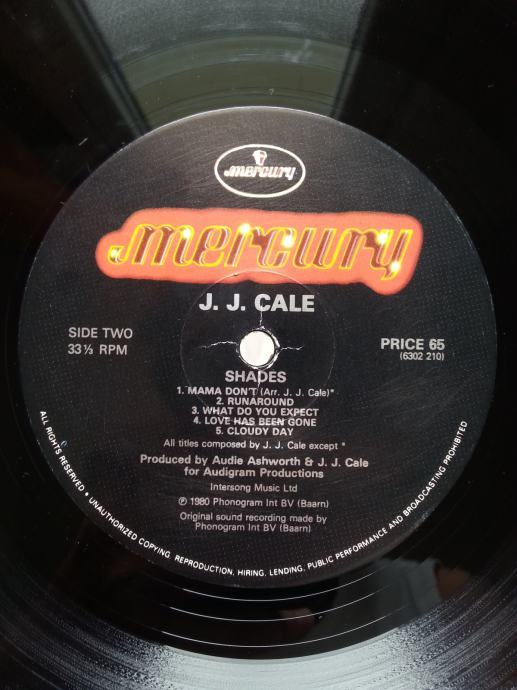 mercury
mercury
J. J. CALE
SIDE TWO
33⅓ RPM
PRICE 65
(6302 210)
SHADES
1. MAMA DON'T (Arr. J. J. Cale)*
2. RUNAROUND
3. WHAT DO YOU EXPECT
4. LOVE HAS BEEN GONE
5. CLOUDY DAY
All titles composed by J. J. Cale except *
Produced by Audie Ashworth & J. J. Cale
for Audigram Productions
Intersong Music Ltd
℗ 1980 Phonogram Int BV (Baarn)
Original sound recording made by
Phonogram Int BV (Baarn)
ALL RIGHTS RESERVED • UNAUTHORIZED COPYING, REPRODUCTION, HIRING, LENDING, PUBLIC PERFORMANCE AND BROADCASTING PROHIBITED